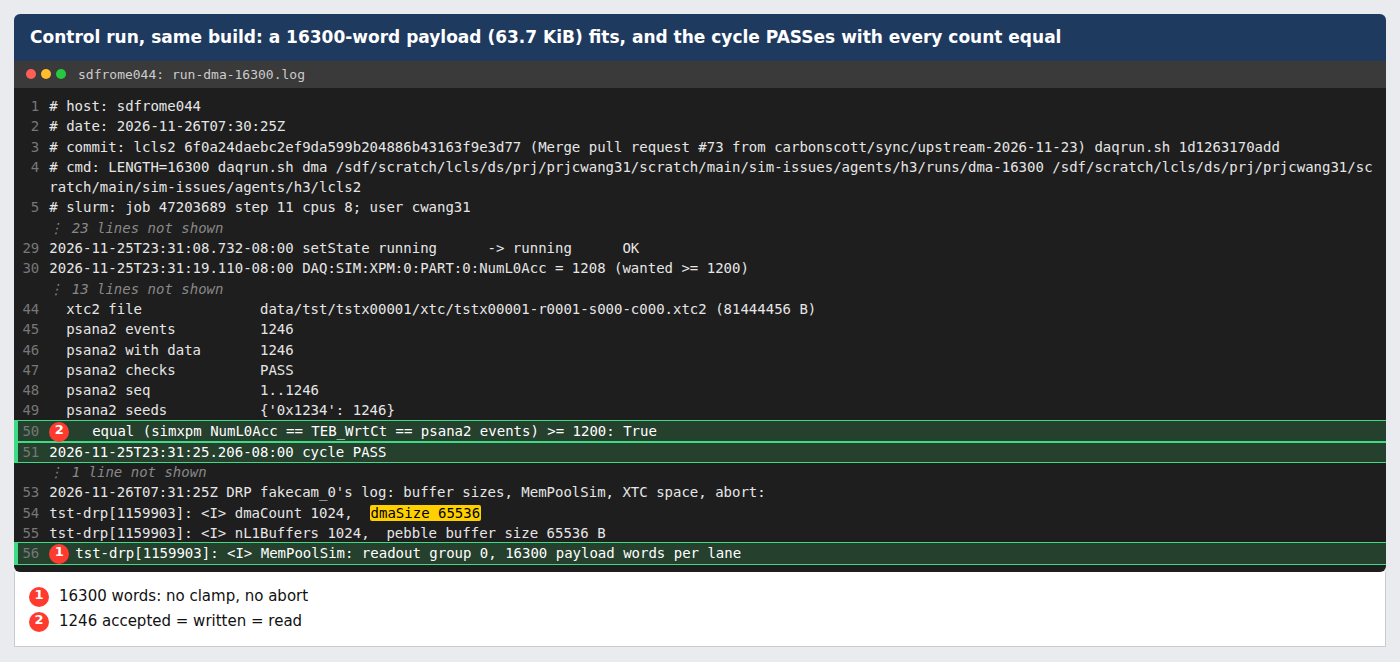 Control run, same build: a 16300-word payload (63.7 KiB) fits, and the cycle PASSes with every count equal
sdfrome044: run-dma-16300.log
1 # host: sdfrome044
2 # date: 2026-11-26T07:30:25Z
3 # commit: lcls2 6f0a24daebc2ef9da599b204886b43163f9e3d77 (Merge pull request #73 from carbonscott/sync/upstream-2026-11-23) daqrun.sh 1d1263170add
4 # cmd: LENGTH=16300 daqrun.sh dma /sdf/scratch/lcls/ds/prj/prjcwang31/scratch/main/sim-issues/agents/h3/runs/dma-16300 /sdf/scratch/lcls/ds/prj/prjcwang31/sc
ratch/main/sim-issues/agents/h3/lcls2
5 # slurm: job 47203689 step 11 cpus 8; user cwang31
⋮ 23 lines not shown
29 2026-11-25T23:31:08.732-08:00 setState running -> running OK
30 2026-11-25T23:31:19.110-08:00 DAQ:SIM:XPM:0:PART:0:NumL0Acc = 1208 (wanted >= 1200)
⋮ 13 lines not shown
44 xtc2 file data/tst/tstx00001/xtc/tstx00001-r0001-s000-c000.xtc2 (81444456 B)
45 psana2 events 1246
46 psana2 with data 1246
47 psana2 checks PASS
48 psana2 seq 1..1246
49 psana2 seeds {'0x1234': 1246}
50 2 equal (simxpm NumL0Acc == TEB_WrtCt == psana2 events) >= 1200: True
51 2026-11-25T23:31:25.206-08:00 cycle PASS
⋮ 1 line not shown
53 2026-11-26T07:31:25Z DRP fakecam_0's log: buffer sizes, MemPoolSim, XTC space, abort:
54 tst-drp[1159903]: <I> dmaCount 1024, dmaSize 65536
55 tst-drp[1159903]: <I> nL1Buffers 1024, pebble buffer size 65536 B
56 1 tst-drp[1159903]: <I> MemPoolSim: readout group 0, 16300 payload words per lane
1 16300 words: no clamp, no abort
2 1246 accepted = written = read